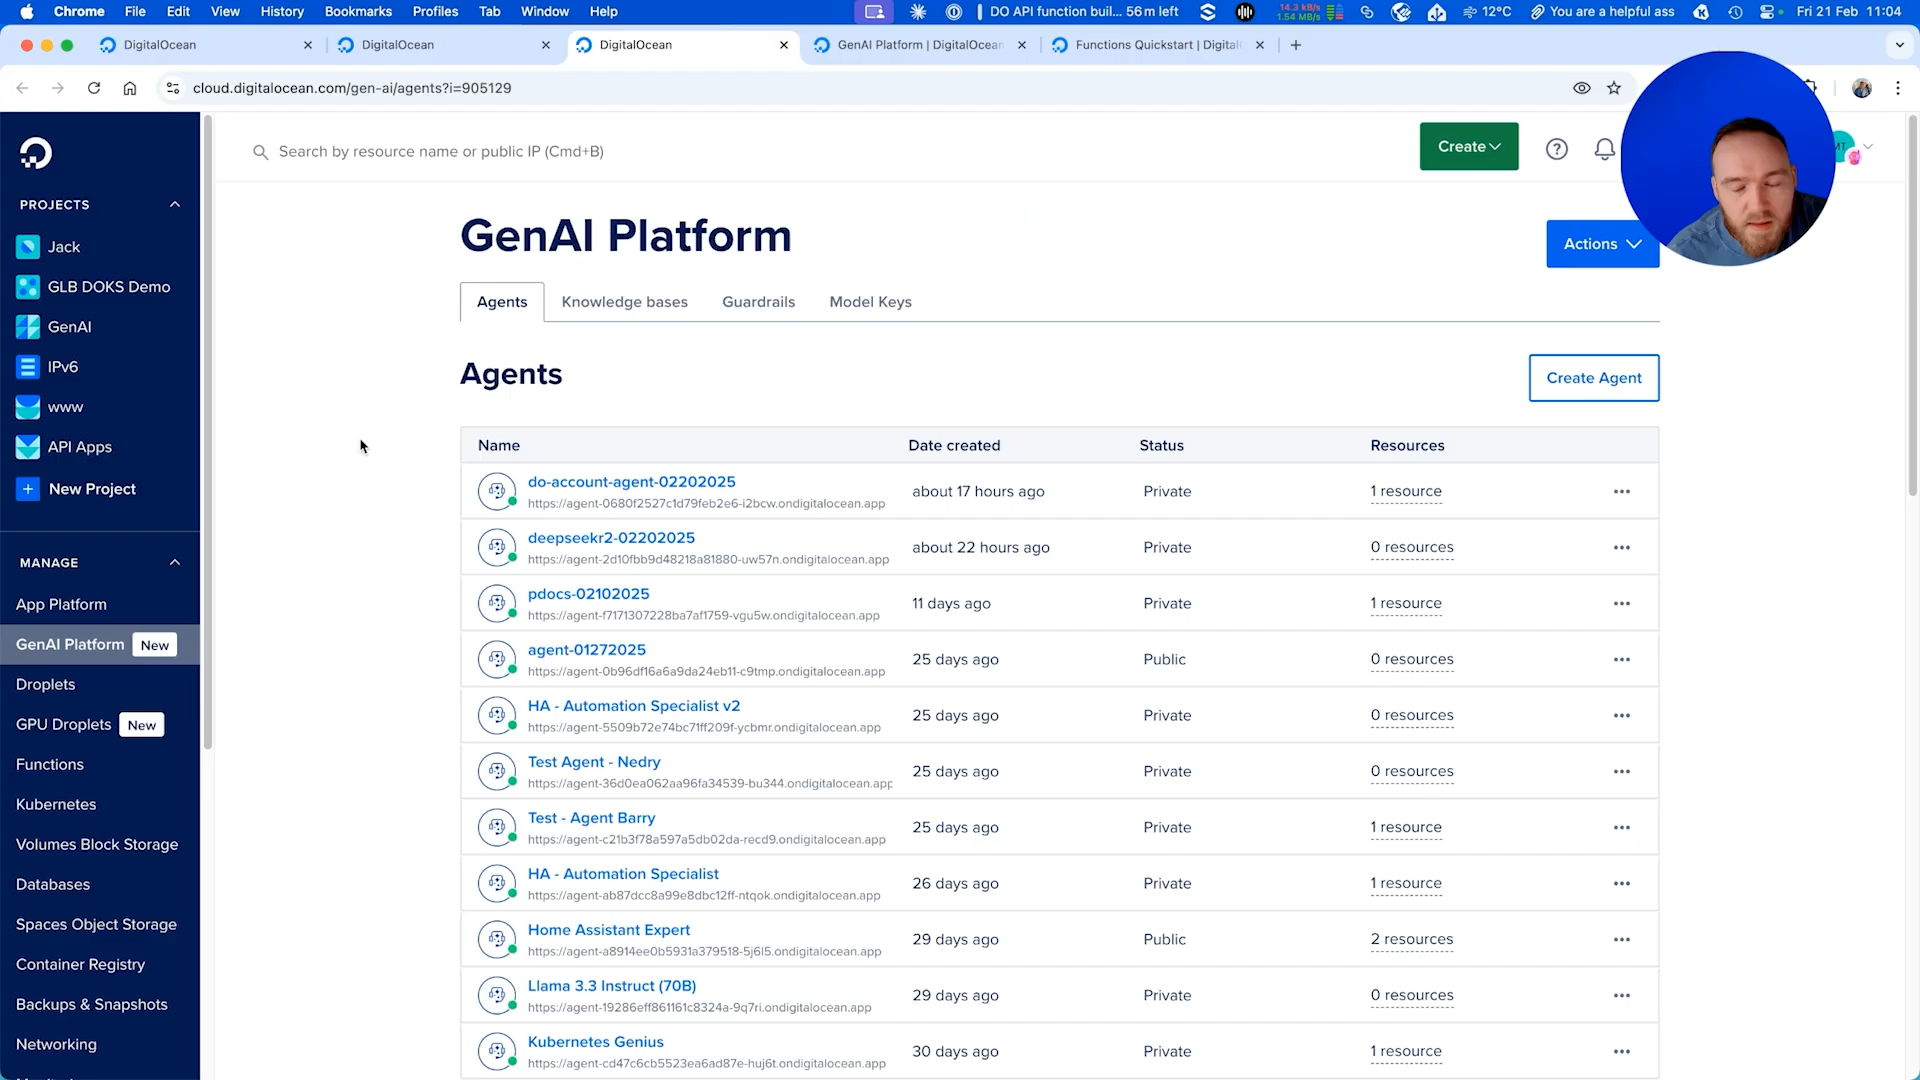 Chrome File Edit View History Bookmarks Profiles Tab Window Help
DO API function buil... 56 m left
14.3 kB/s
1.54 MB/s
12°C
You are a helpful ass
Fri 21 Feb 11:04
DigitalOcean
DigitalOcean
DigitalOcean
GenAI Platform | DigitalOcean
Functions Quickstart | Digital
cloud.digitalocean.com/gen-ai/agents?i=905129
PROJECTS
Jack
GLB DOKS Demo
GenAI
IPv6
www
API Apps
New Project
MANAGE
App Platform
GenAI Platform New
Droplets
GPU Droplets New
Functions
Kubernetes
Volumes Block Storage
Databases
Spaces Object Storage
Container Registry
Backups & Snapshots
Networking
Search by resource name or public IP (Cmd+B)
Create
MT
GenAI Platform
Actions
Agents Knowledge bases Guardrails Model Keys
Agents
Create Agent
Name Date created Status Resources
do-account-agent-02202025
https://agent-0680f2527c1d79feb2e6-i2bcw.ondigitalocean.app
about 17 hours ago Private 1 resource
deepseekr2-02202025
https://agent-2d10fbb9d48218a81880-uw57n.ondigitalocean.app
about 22 hours ago Private 0 resources
pdocs-02102025
https://agent-f7171307228ba7af1759-vgu5w.ondigitalocean.app
11 days ago Private 1 resource
agent-01272025
https://agent-0b96df16a6a9da24eb11-c9tmp.ondigitalocean.app
25 days ago Public 0 resources
HA - Automation Specialist v2
https://agent-5509b72e74bc71ff209f-ycbmr.ondigitalocean.app
25 days ago Private 0 resources
Test Agent - Nedry
https://agent-36d0ea062aa96fa34539-bu344.ondigitalocean.app
25 days ago Private 0 resources
Test - Agent Barry
https://agent-c21b3f78a597a5db02da-recd9.ondigitalocean.app
25 days ago Private 1 resource
HA - Automation Specialist
https://agent-ab87dcc8a99e8dbc12ff-ntqok.ondigitalocean.app
26 days ago Private 1 resource
Home Assistant Expert
https://agent-a8914ee0b5931a379518-5j6l5.ondigitalocean.app
29 days ago Public 2 resources
Llama 3.3 Instruct (70B)
https://agent-19286eff861161c8324a-9q7ri.ondigitalocean.app
29 days ago Private 0 resources
Kubernetes Genius
https://agent-cd47c6cb5523ea6ad87e-huj6t.ondigitalocean.app
30 days ago Private 1 resource